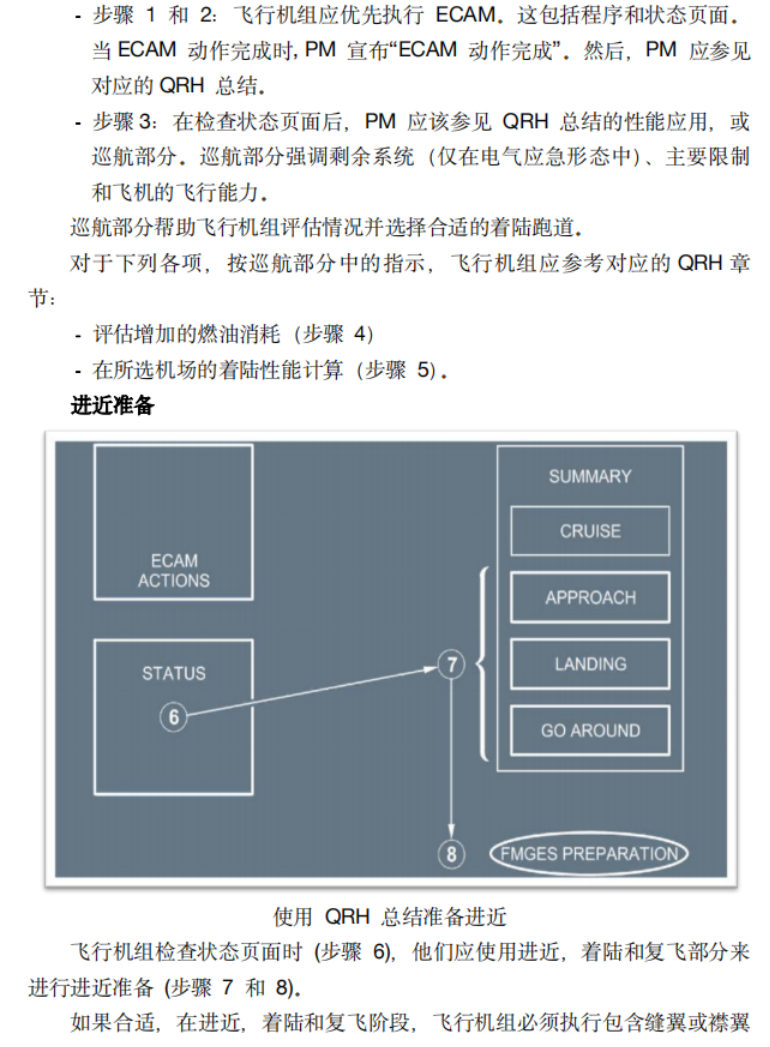 - 步骤 1 和 2：飞行机组应优先执行 ECAM。这包括程序和状态页面。
当 ECAM 动作完成时, PM 宣布“ECAM 动作完成”。然后，PM 应参见
对应的 QRH 总结。
- 步骤 3：在检查状态页面后，PM 应该参见 QRH 总结的性能应用，或
巡航部分。巡航部分强调剩余系统（仅在电气应急形态中）、主要限制
和飞机的飞行能力。
巡航部分帮助飞行机组评估情况并选择合适的着陆跑道。
对于下列各项，按巡航部分中的指示，飞行机组应参考对应的 QRH 章
节：
- 评估增加的燃油消耗（步骤 4）
- 在所选机场的着陆性能计算（步骤 5）。
进近准备
SUMMARY
CRUISE
ECAM
ACTIONS
APPROACH
STATUS
7
LANDING
6
GO AROUND
8
FMGES PREPARATION
使用 QRH 总结准备进近
飞行机组检查状态页面时 (步骤 6)，他们应使用进近，着陆和复飞部分来
进行进近准备 (步骤 7 和 8)。
如果合适，在进近，着陆和复飞阶段，飞行机组必须执行包含缝翼或襟翼